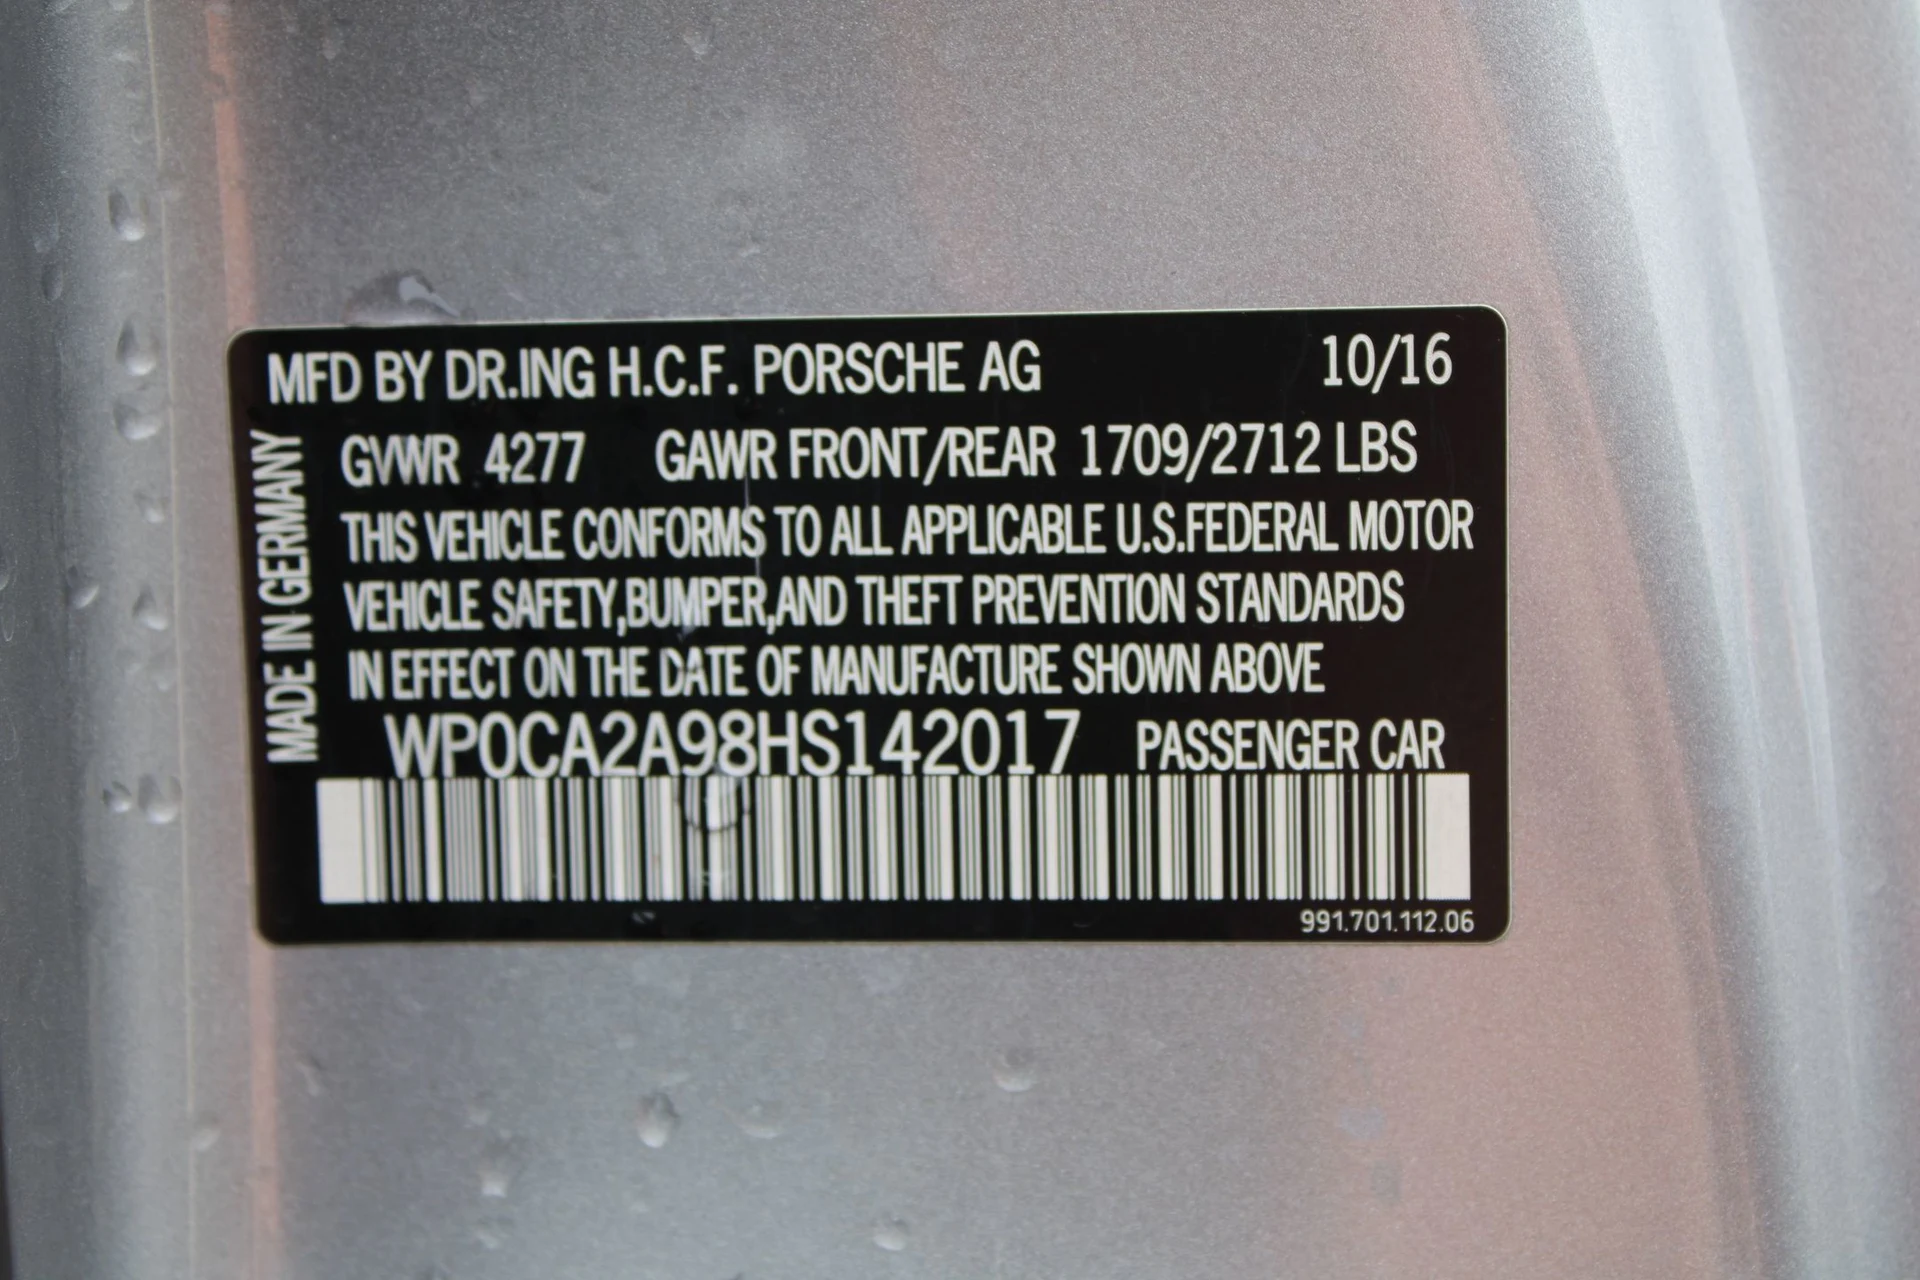 MFD BY DR.ING H.C.F. PORSCHE AG 10/16
GVWR 4277 GAWR FRONT/REAR 1709/2712 LBS
THIS VEHICLE CONFORMS TO ALL APPLICABLE U.S.FEDERAL MOTOR
VEHICLE SAFETY,BUMPER,AND THEFT PREVENTION STANDARDS
IN EFFECT ON THE DATE OF MANUFACTURE SHOWN ABOVE
WP0CA2A98HS142017 PASSENGER CAR
991.701.112.06
MADE IN GERMANY